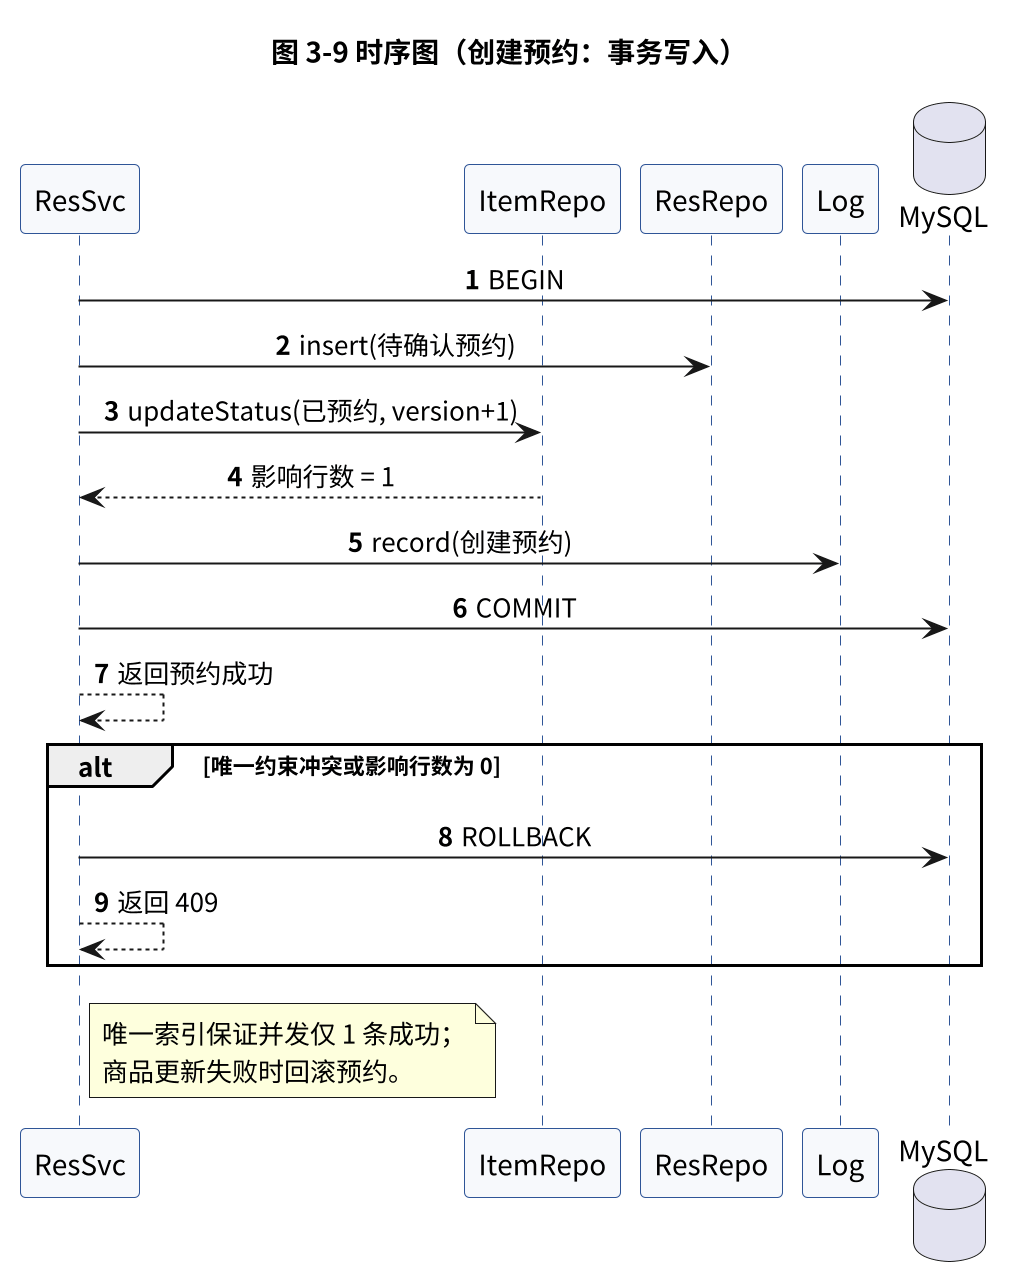 图 3-9 时序图（创建预约：事务写入）
ResSvc
ItemRepo
ResRepo
Log
MySQL
1 BEGIN
2 insert(待确认预约)
3 updateStatus(已预约, version+1)
4 影响行数 = 1
5 record(创建预约)
6 COMMIT
7 返回预约成功
alt [唯一约束冲突或影响行数为 0]
8 ROLLBACK
9 返回 409
唯一索引保证并发仅 1 条成功；
商品更新失败时回滚预约。
ResSvc
ItemRepo
ResRepo
Log
MySQL